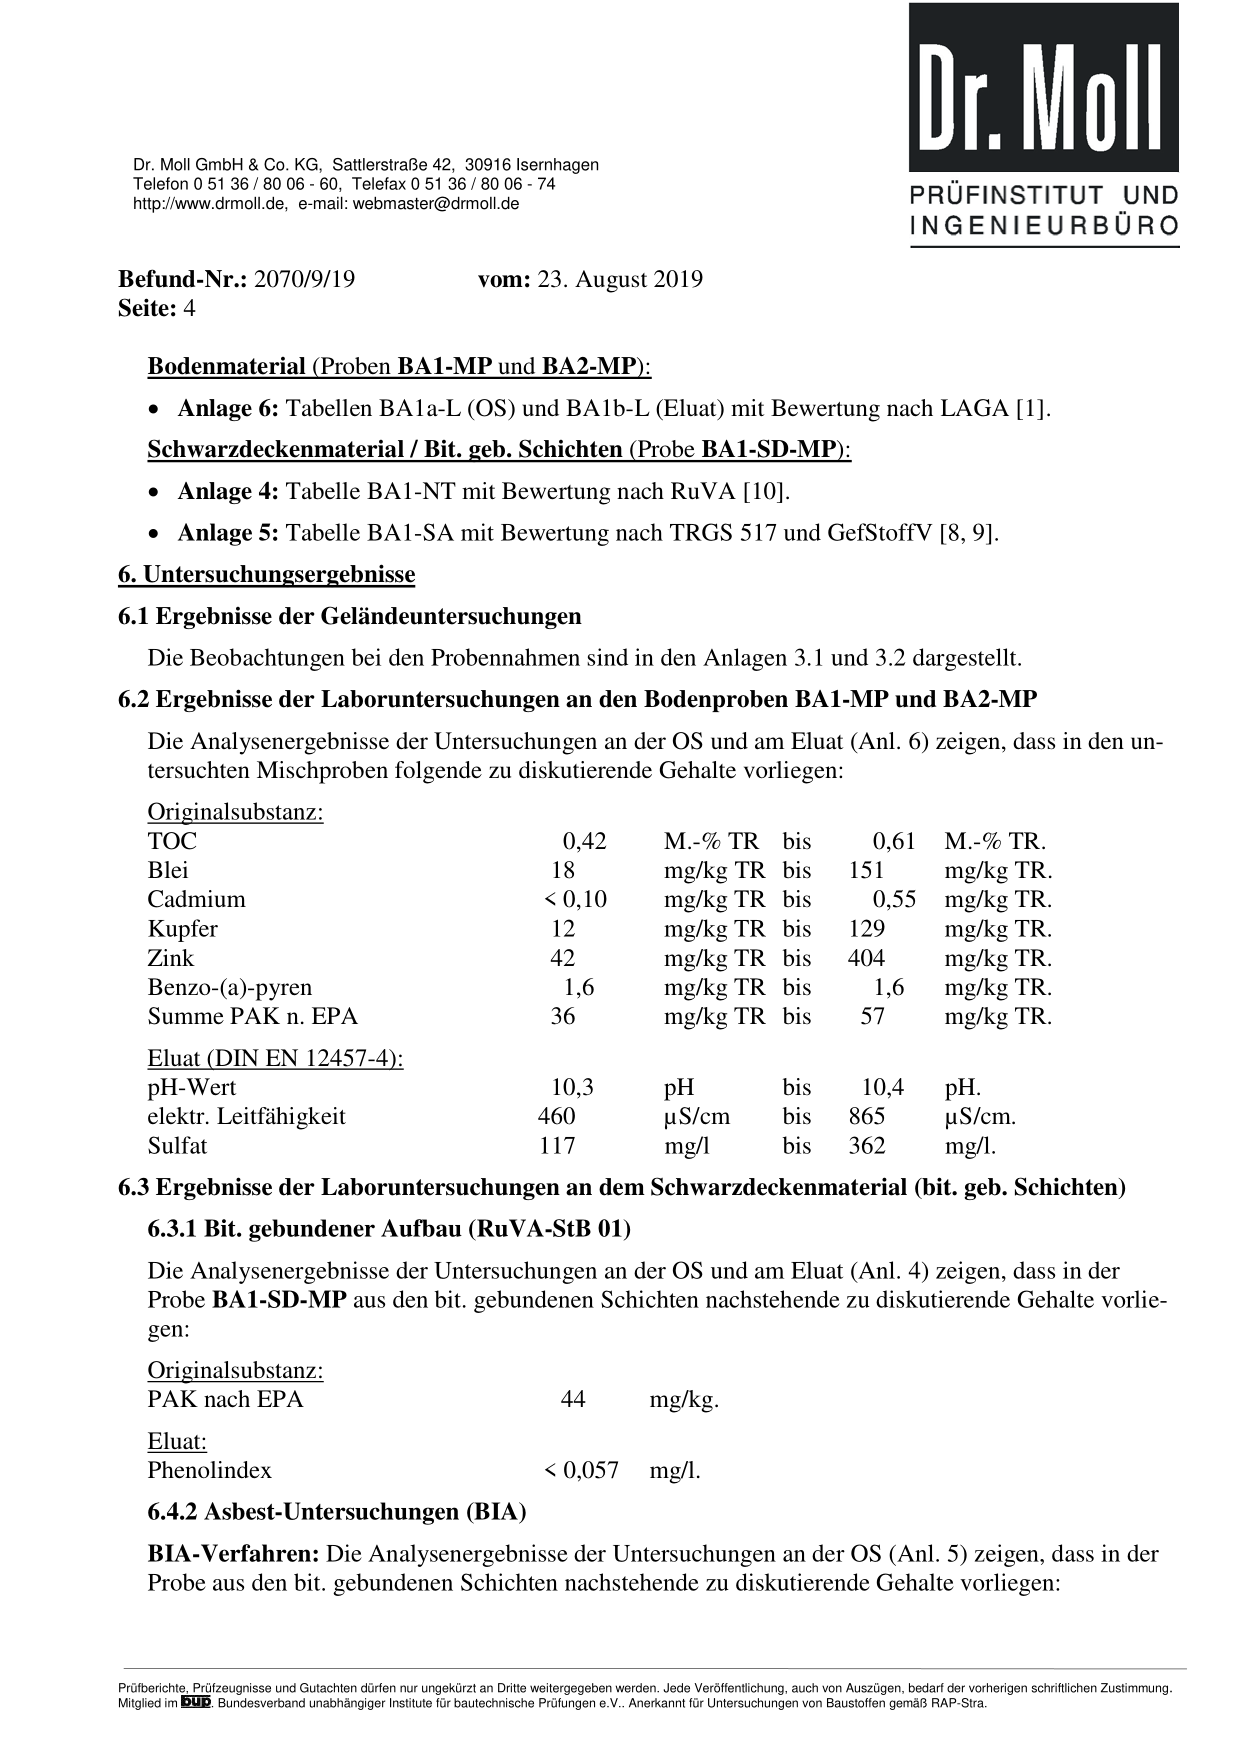 Dr. Moll
PRÜFINSTITUT UND
INGENIEURBÜRO
Dr. Moll GmbH & Co. KG, Sattlerstraße 42, 30916 Isernhagen
Telefon 0 51 36 / 80 06 - 60, Telefax 0 51 36 / 80 06 - 74
http://www.drmoll.de, e-mail: webmaster@drmoll.de
Befund-Nr.: 2070/9/19 vom: 23. August 2019
Seite: 4
Bodenmaterial (Proben BA1-MP und BA2-MP):
• Anlage 6: Tabellen BA1a-L (OS) und BA1b-L (Eluat) mit Bewertung nach LAGA [1].
Schwarzdeckenmaterial / Bit. geb. Schichten (Probe BA1-SD-MP):
• Anlage 4: Tabelle BA1-NT mit Bewertung nach RuVA [10].
• Anlage 5: Tabelle BA1-SA mit Bewertung nach TRGS 517 und GefStoffV [8, 9].
6. Untersuchungsergebnisse
6.1 Ergebnisse der Geländeuntersuchungen
Die Beobachtungen bei den Probennahmen sind in den Anlagen 3.1 und 3.2 dargestellt.
6.2 Ergebnisse der Laboruntersuchungen an den Bodenproben BA1-MP und BA2-MP
Die Analysenergebnisse der Untersuchungen an der OS und am Eluat (Anl. 6) zeigen, dass in den un-
tersuchten Mischproben folgende zu diskutierende Gehalte vorliegen:
Originalsubstanz:
TOC 0,42 M.-% TR bis 0,61 M.-% TR.
Blei 18 mg/kg TR bis 151 mg/kg TR.
Cadmium < 0,10 mg/kg TR bis 0,55 mg/kg TR.
Kupfer 12 mg/kg TR bis 129 mg/kg TR.
Zink 42 mg/kg TR bis 404 mg/kg TR.
Benzo-(a)-pyren 1,6 mg/kg TR bis 1,6 mg/kg TR.
Summe PAK n. EPA 36 mg/kg TR bis 57 mg/kg TR.
Eluat (DIN EN 12457-4):
pH-Wert 10,3 pH bis 10,4 pH.
elektr. Leitfähigkeit 460 µS/cm bis 865 µS/cm.
Sulfat 117 mg/l bis 362 mg/l.
6.3 Ergebnisse der Laboruntersuchungen an dem Schwarzdeckenmaterial (bit. geb. Schichten)
6.3.1 Bit. gebundener Aufbau (RuVA-StB 01)
Die Analysenergebnisse der Untersuchungen an der OS und am Eluat (Anl. 4) zeigen, dass in der
Probe BA1-SD-MP aus den bit. gebundenen Schichten nachstehende zu diskutierende Gehalte vorlie-
gen:
Originalsubstanz:
PAK nach EPA 44 mg/kg.
Eluat:
Phenolindex < 0,057 mg/l.
6.4.2 Asbest-Untersuchungen (BIA)
BIA-Verfahren: Die Analysenergebnisse der Untersuchungen an der OS (Anl. 5) zeigen, dass in der
Probe aus den bit. gebundenen Schichten nachstehende zu diskutierende Gehalte vorliegen:
Prüfberichte, Prüfzeugnisse und Gutachten dürfen nur ungekürzt an Dritte weitergegeben werden. Jede Veröffentlichung, auch von Auszügen, bedarf der vorherigen schriftlichen Zustimmung.
Mitglied im bup. Bundesverband unabhängiger Institute für bautechnische Prüfungen e.V.. Anerkannt für Untersuchungen von Baustoffen gemäß RAP-Stra.